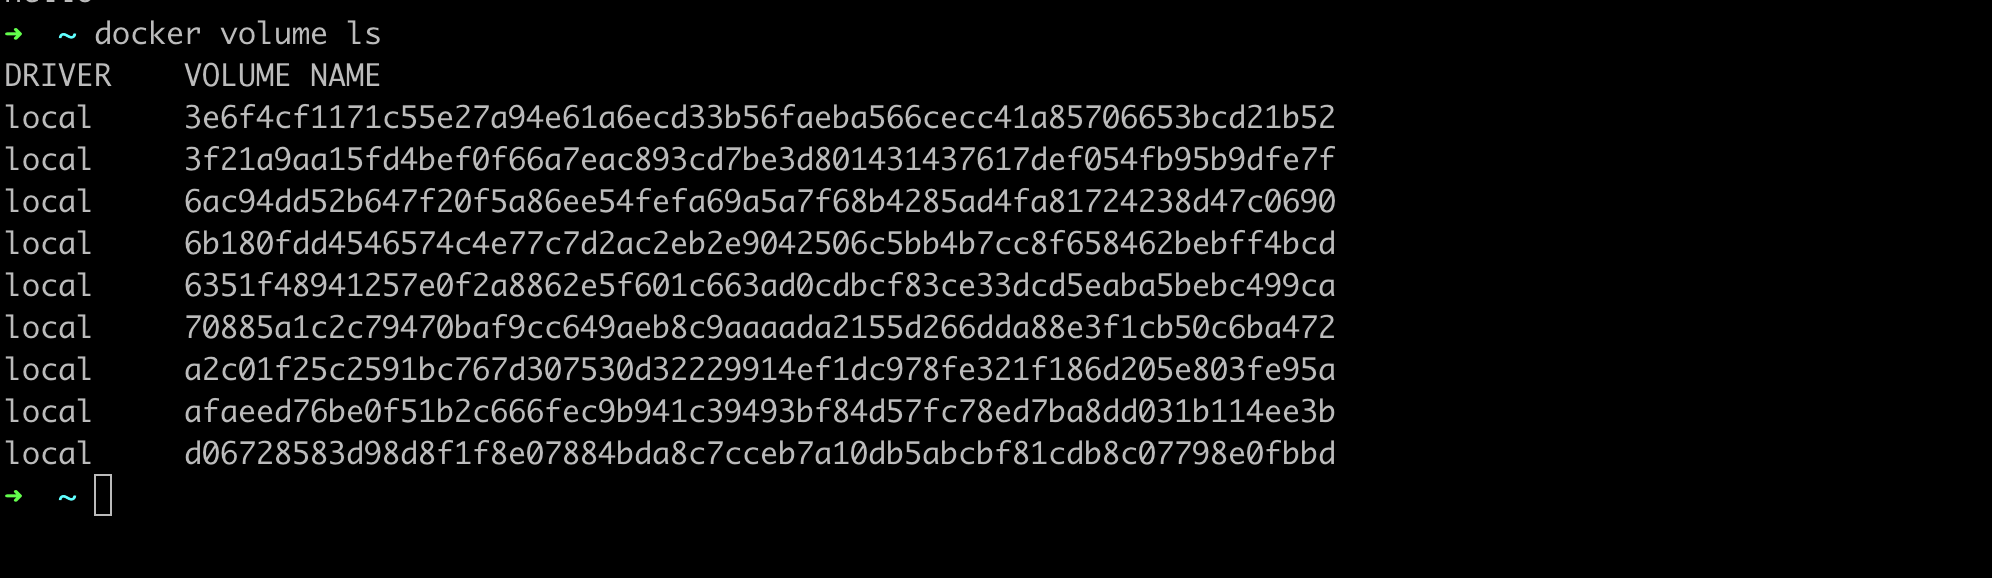 ➜  ~ docker volume ls
DRIVER    VOLUME NAME
local     3e6f4cf1171c55e27a94e61a6ecd33b56faeba566cecc41a85706653bcd21b52
local     3f21a9aa15fd4bef0f66a7eac893cd7be3d801431437617def054fb95b9dfe7f
local     6ac94dd52b647f20f5a86ee54fefa69a5a7f68b4285ad4fa81724238d47c0690
local     6b180fdd4546574c4e77c7d2ac2eb2e9042506c5bb4b7cc8f658462bebff4bcd
local     6351f48941257e0f2a8862e5f601c663ad0cdbcf83ce33dcd5eaba5bebc499ca
local     70885a1c2c79470baf9cc649aeb8c9aaaada2155d266dda88e3f1cb50c6ba472
local     a2c01f25c2591bc767d307530d32229914ef1dc978fe321f186d205e803fe95a
local     afaeed76be0f51b2c666fec9b941c39493bf84d57fc78ed7ba8dd031b114ee3b
local     d06728583d98d8f1f8e07884bda8c7cceb7a10db5abcbf81cdb8c07798e0fbbd
➜  ~